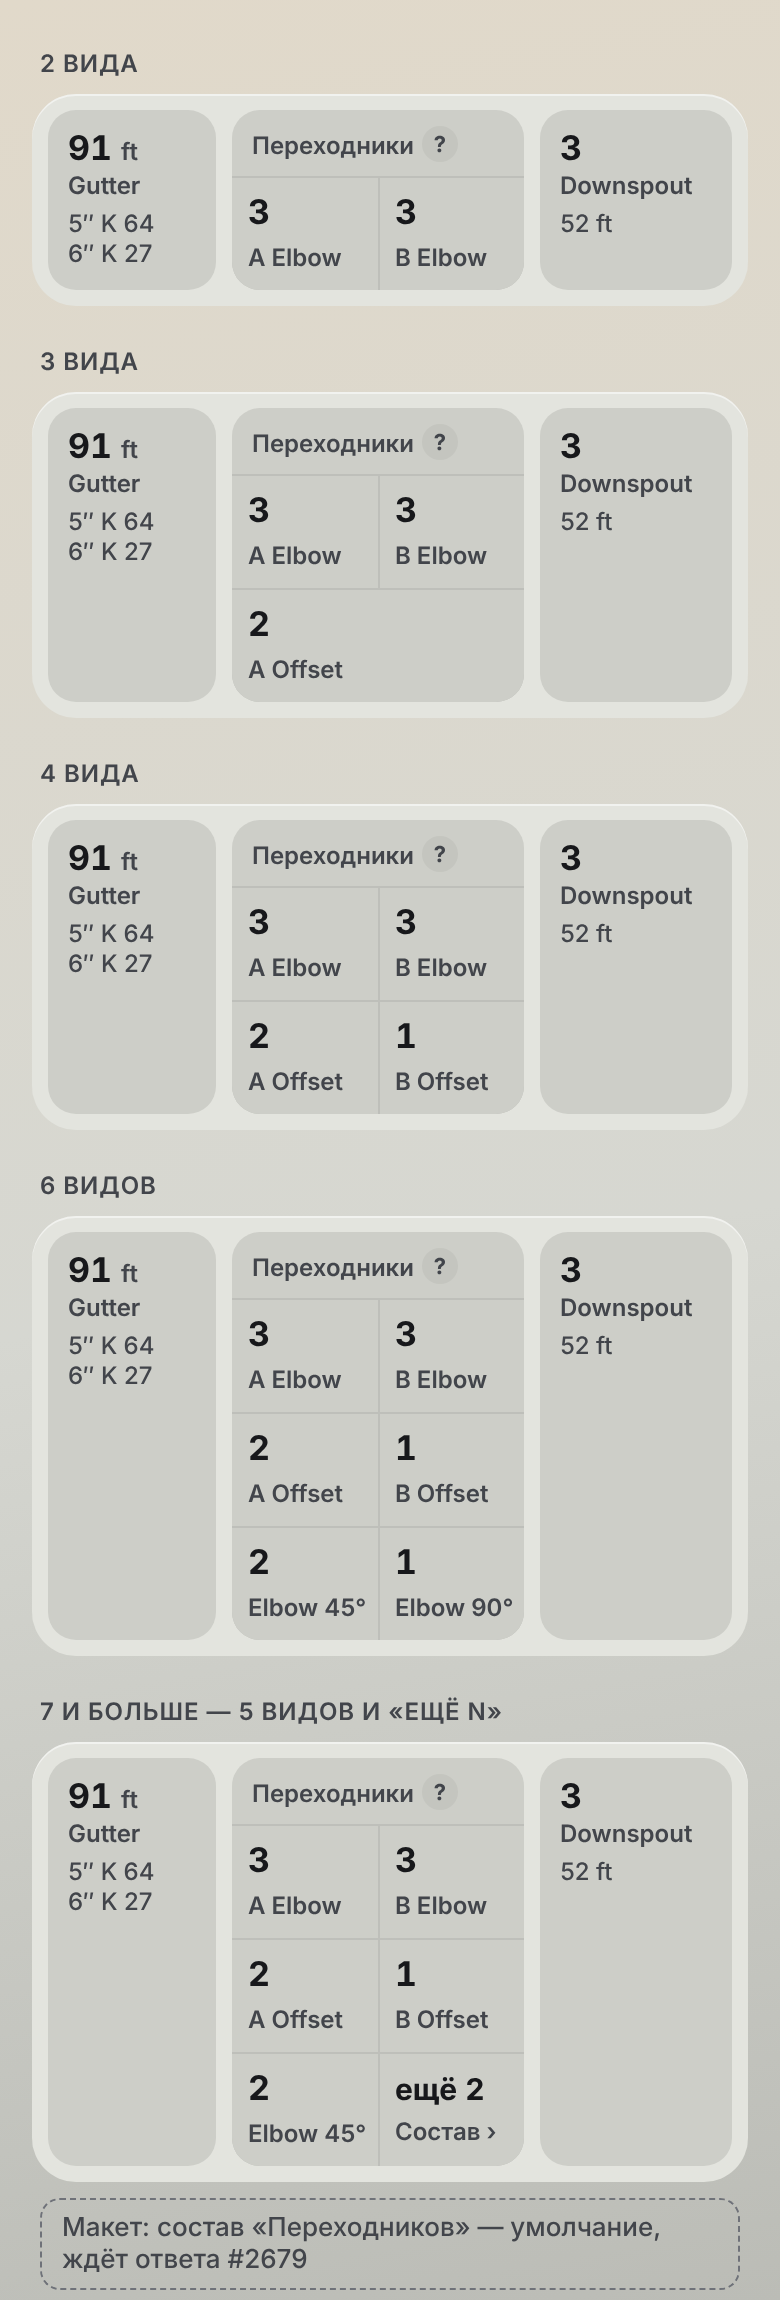 2 ВИДА
91 ft
Gutter
5″ K 64
6″ K 27
Переходники ?
3
A Elbow
3
B Elbow
3
Downspout
52 ft
3 ВИДА
91 ft
Gutter
5″ K 64
6″ K 27
Переходники ?
3
A Elbow
3
B Elbow
2
A Offset
3
Downspout
52 ft
4 ВИДА
91 ft
Gutter
5″ K 64
6″ K 27
Переходники ?
3
A Elbow
3
B Elbow
2
A Offset
1
B Offset
3
Downspout
52 ft
6 ВИДОВ
91 ft
Gutter
5″ K 64
6″ K 27
Переходники ?
3
A Elbow
3
B Elbow
2
A Offset
1
B Offset
2
Elbow 45°
1
Elbow 90°
3
Downspout
52 ft
7 И БОЛЬШЕ — 5 ВИДОВ И «ЕЩЁ N»
91 ft
Gutter
5″ K 64
6″ K 27
Переходники ?
3
A Elbow
3
B Elbow
2
A Offset
1
B Offset
2
Elbow 45°
ещё 2
Состав ›
3
Downspout
52 ft
Макет: состав «Переходников» — умолчание,
ждёт ответа #2679